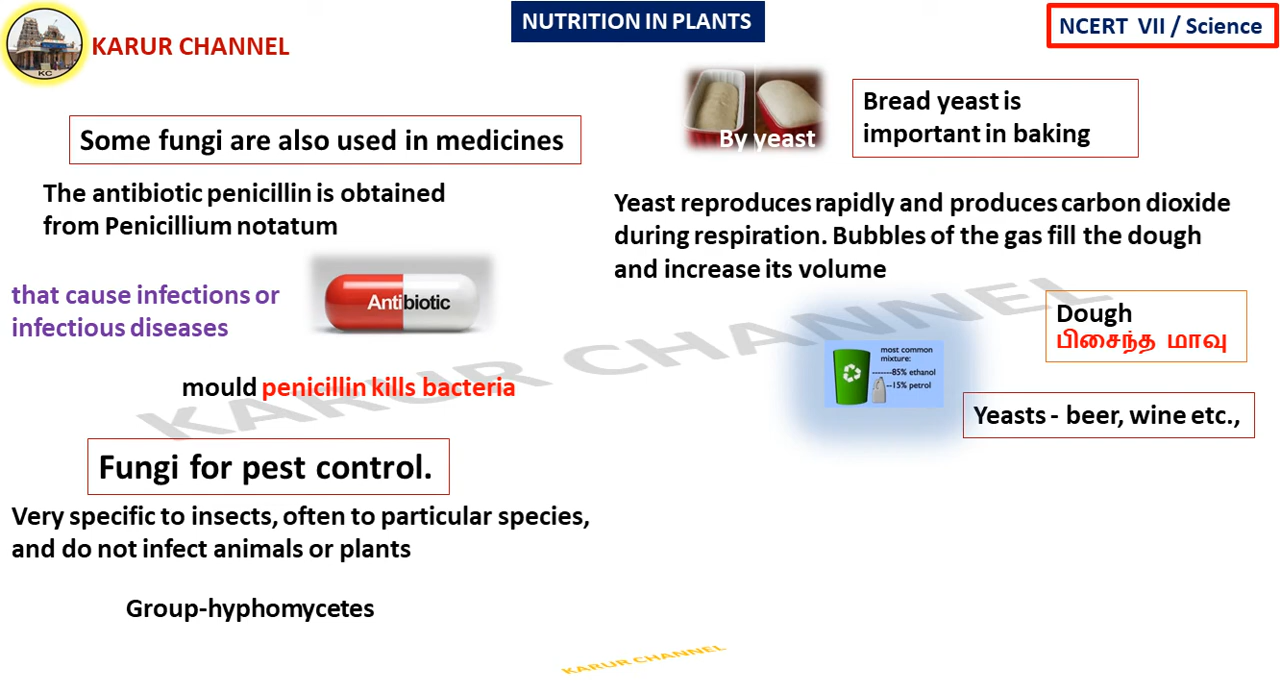 KARUR CHANNEL
KC
NUTRITION IN PLANTS
NCERT VII / Science
Some fungi are also used in medicines
The antibiotic penicillin is obtained
from Penicillium notatum
that cause infections or
infectious diseases
Antibiotic
mould penicillin kills bacteria
Fungi for pest control.
Very specific to insects, often to particular species,
and do not infect animals or plants
Group-hyphomycetes
By yeast
Bread yeast is
important in baking
Yeast reproduces rapidly and produces carbon dioxide
during respiration. Bubbles of the gas fill the dough
and increase its volume
Dough
பிசைந்த மாவு
most common
mixture:
-------85% ethanol
--15% petrol
Yeasts - beer, wine etc.,
KARUR CHANNEL
KARUR CHANNEL